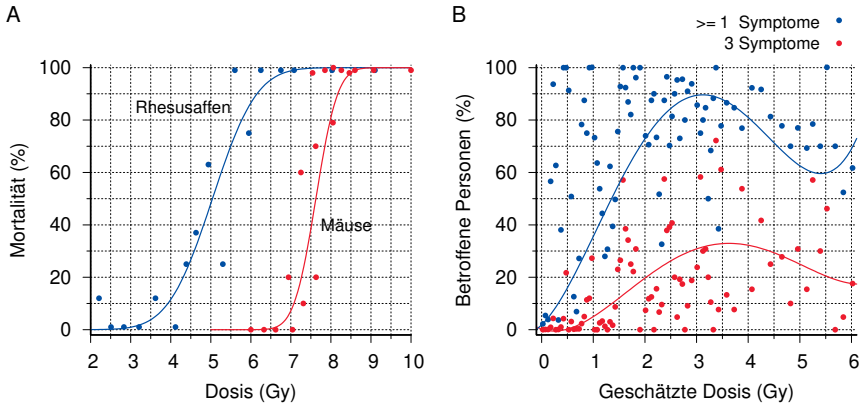 A
Mortalität (%)
100
80
60
40
20
0
Rhesusaffen
Mäuse
2 3 4 5 6 7 8 9 10
Dosis (Gy)
B
>= 1 Symptome
3 Symptome
Betroffene Personen (%)
100
80
60
40
20
0
0 1 2 3 4 5 6
Geschätzte Dosis (Gy)